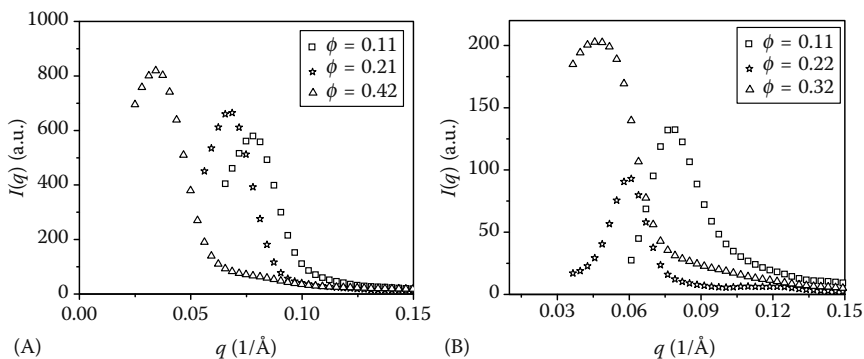 1000
800
600
400
200
0
I(q) (a.u.)
ϕ = 0.11
ϕ = 0.21
ϕ = 0.42
0.00 0.05 0.10 0.15
q (1/Å)
(A)
200
150
100
50
0
I(q) (a.u.)
ϕ = 0.11
ϕ = 0.22
ϕ = 0.32
0.03 0.06 0.09 0.12 0.15
q (1/Å)
(B)